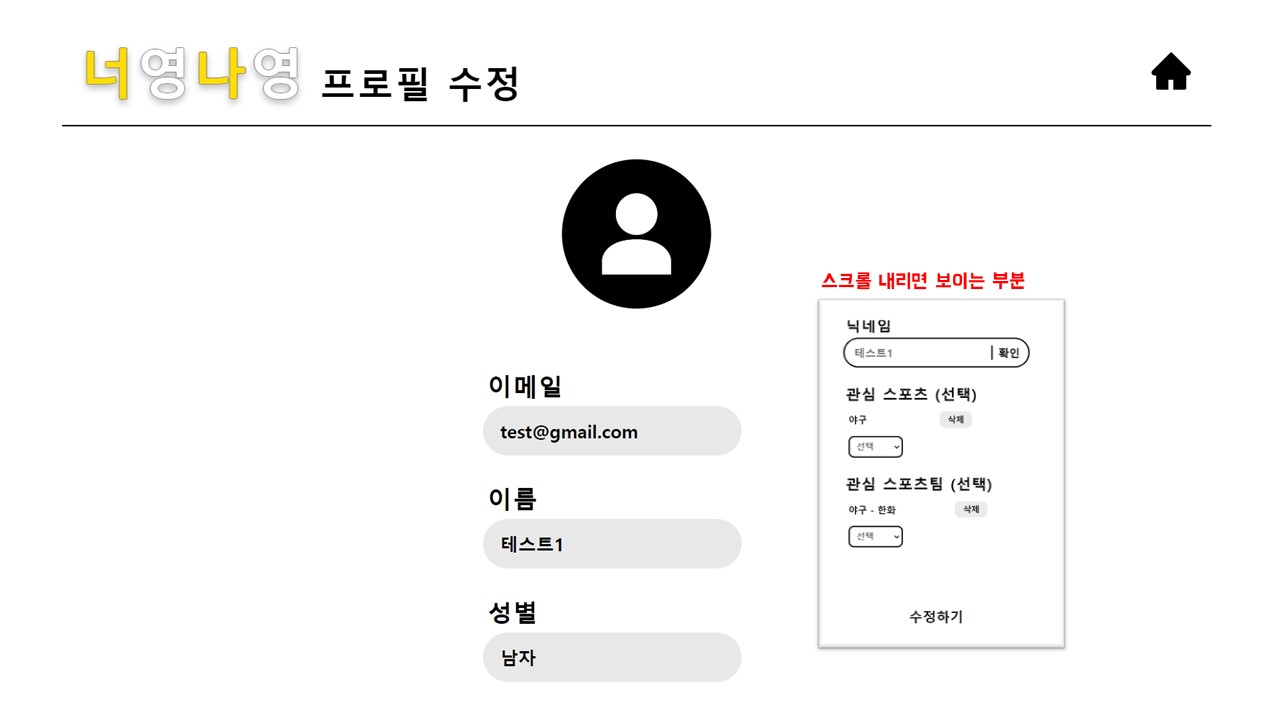 너영나영 프로필 수정
이메일
test@gmail.com
이름
테스트1
성별
남자
스크롤 내리면 보이는 부분
닉네임
테스트1 | 확인
관심 스포츠 (선택)
야구 삭제
선택
관심 스포츠팀 (선택)
야구 - 한화 삭제
선택
수정하기